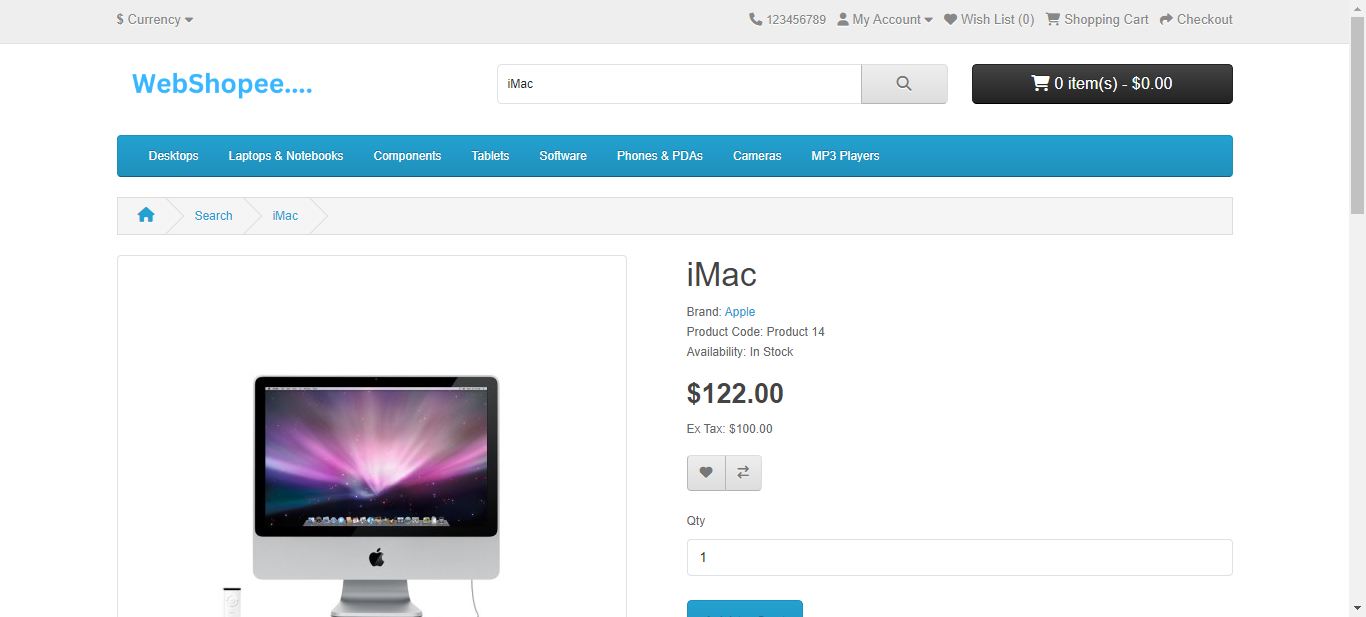 $ Currency
123456789 My Account Wish List (0) Shopping Cart Checkout
WebShopee....
iMac
0 item(s) - $0.00
Desktops Laptops & Notebooks Components Tablets Software Phones & PDAs Cameras MP3 Players
Search iMac
iMac
Brand: Apple
Product Code: Product 14
Availability: In Stock
$122.00
Ex Tax: $100.00
Qty
1